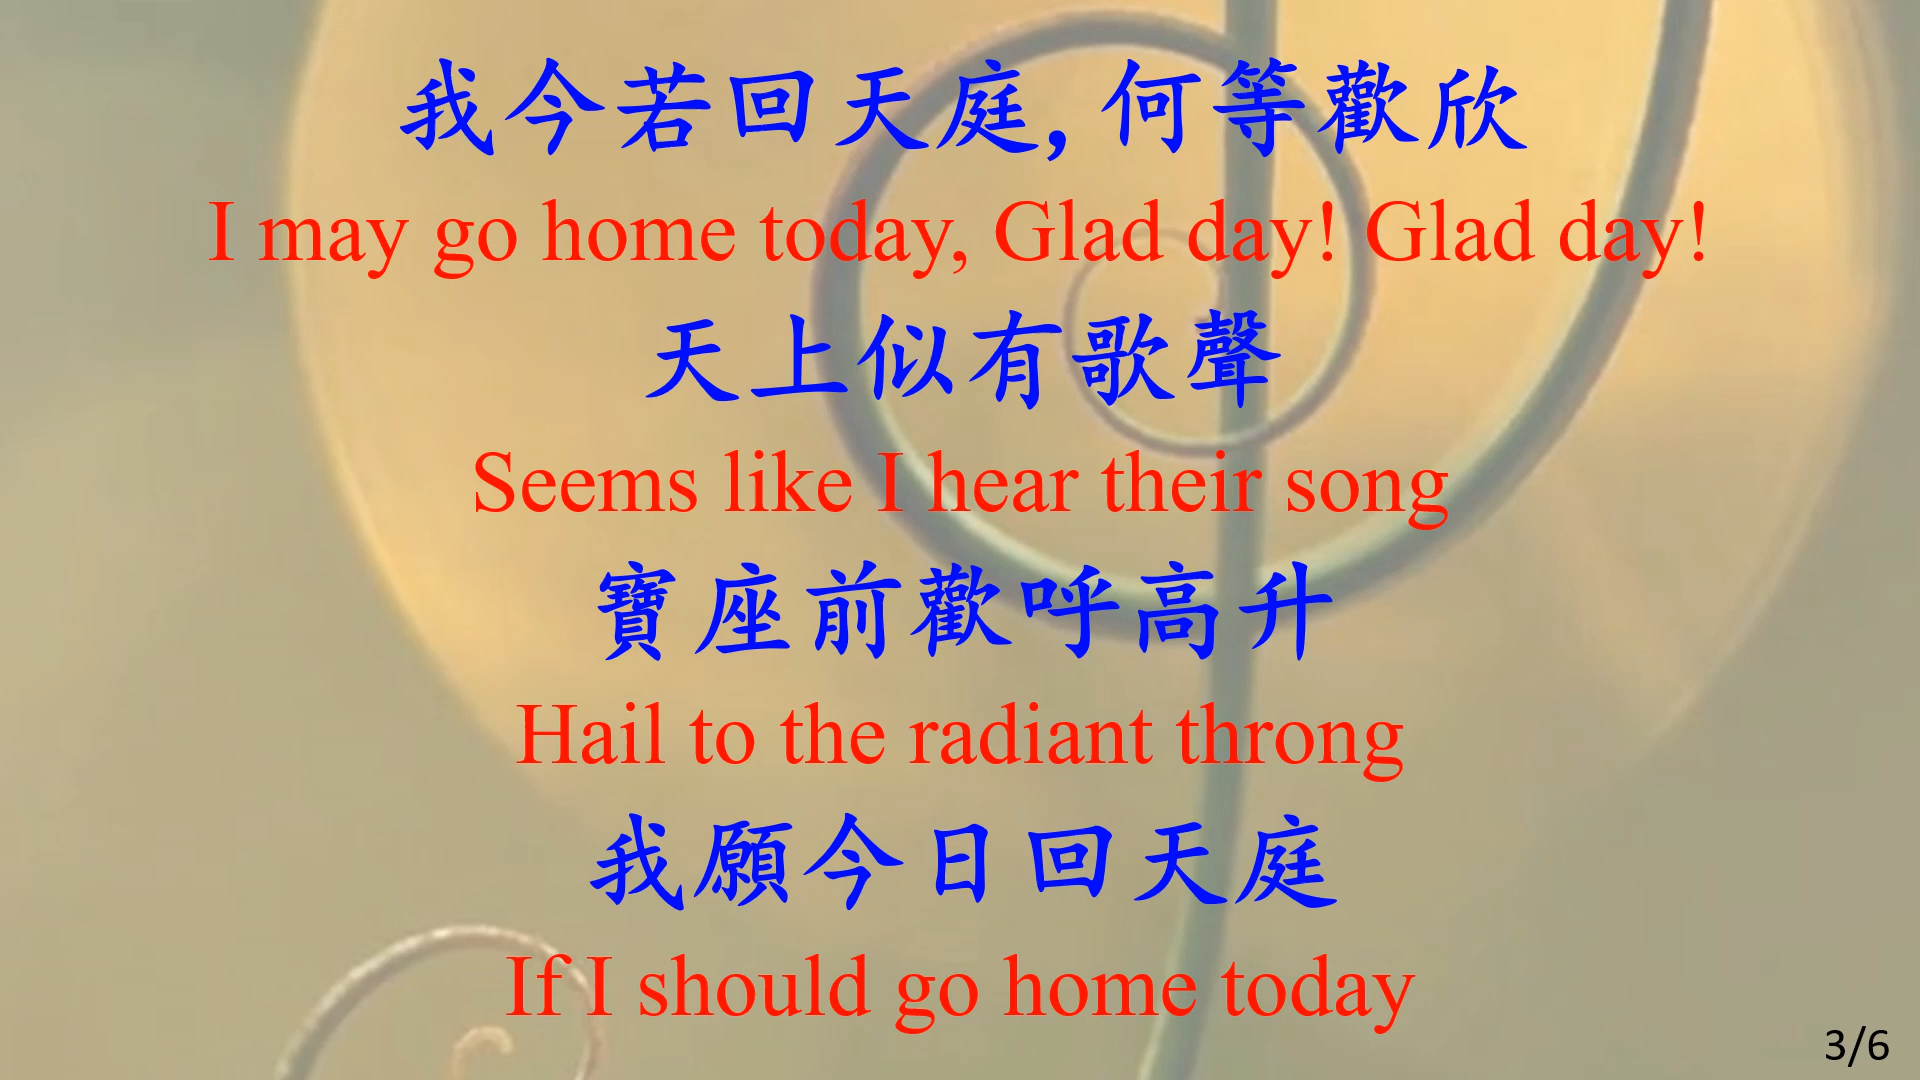 我今若回天庭,何等歡欣
I may go home today, Glad day! Glad day!
天上似有歌聲
Seems like I hear their song
寶座前歡呼高升
Hail to the radiant throng
我願今日回天庭
If I should go home today
3/6